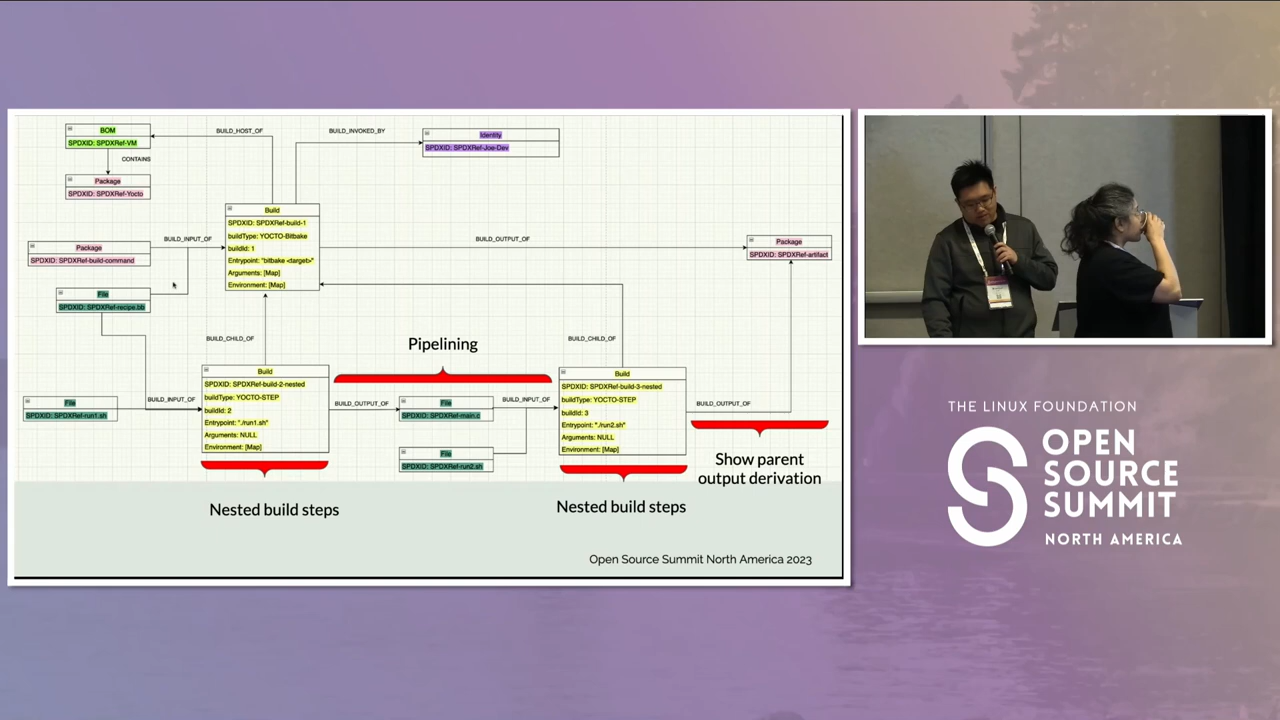 BOM
SPDXID: SPDXRef-VM
CONTAINS
Package
SPDXID: SPDXRef-Yocto
BUILD_HOST_OF
BUILD_INVOKED_BY
Identity
SPDXID: SPDXRef-Joe-Dev
Package
SPDXID: SPDXRef-build-command
BUILD_INPUT_OF
File
SPDXID: SPDXRef-recipe.bb
Build
SPDXID: SPDXRef-build-1
buildType: YOCTO-Bitbake
buildId: 1
Entrypoint: "bitbake <target>"
Arguments: [Map]
Environment: [Map]
BUILD_OUTPUT_OF
Package
SPDXID: SPDXRef-artifact
BUILD_CHILD_OF
Pipelining
BUILD_CHILD_OF
File
SPDXID: SPDXRef-run1.sh
BUILD_INPUT_OF
Build
SPDXID: SPDXRef-build-2-nested
buildType: YOCTO-STEP
buildId: 2
Entrypoint: "./run1.sh"
Arguments: NULL
Environment: [Map]
BUILD_OUTPUT_OF
File
SPDXID: SPDXRef-main.c
BUILD_INPUT_OF
File
SPDXID: SPDXRef-run2.sh
Build
SPDXID: SPDXRef-build-3-nested
buildType: YOCTO-STEP
buildId: 3
Entrypoint: "./run2.sh"
Arguments: NULL
Environment: [Map]
BUILD_OUTPUT_OF
Show parent
output derivation
Nested build steps
Nested build steps
Open Source Summit North America 2023
THE LINUX FOUNDATION
OPEN
SOURCE
SUMMIT
NORTH AMERICA